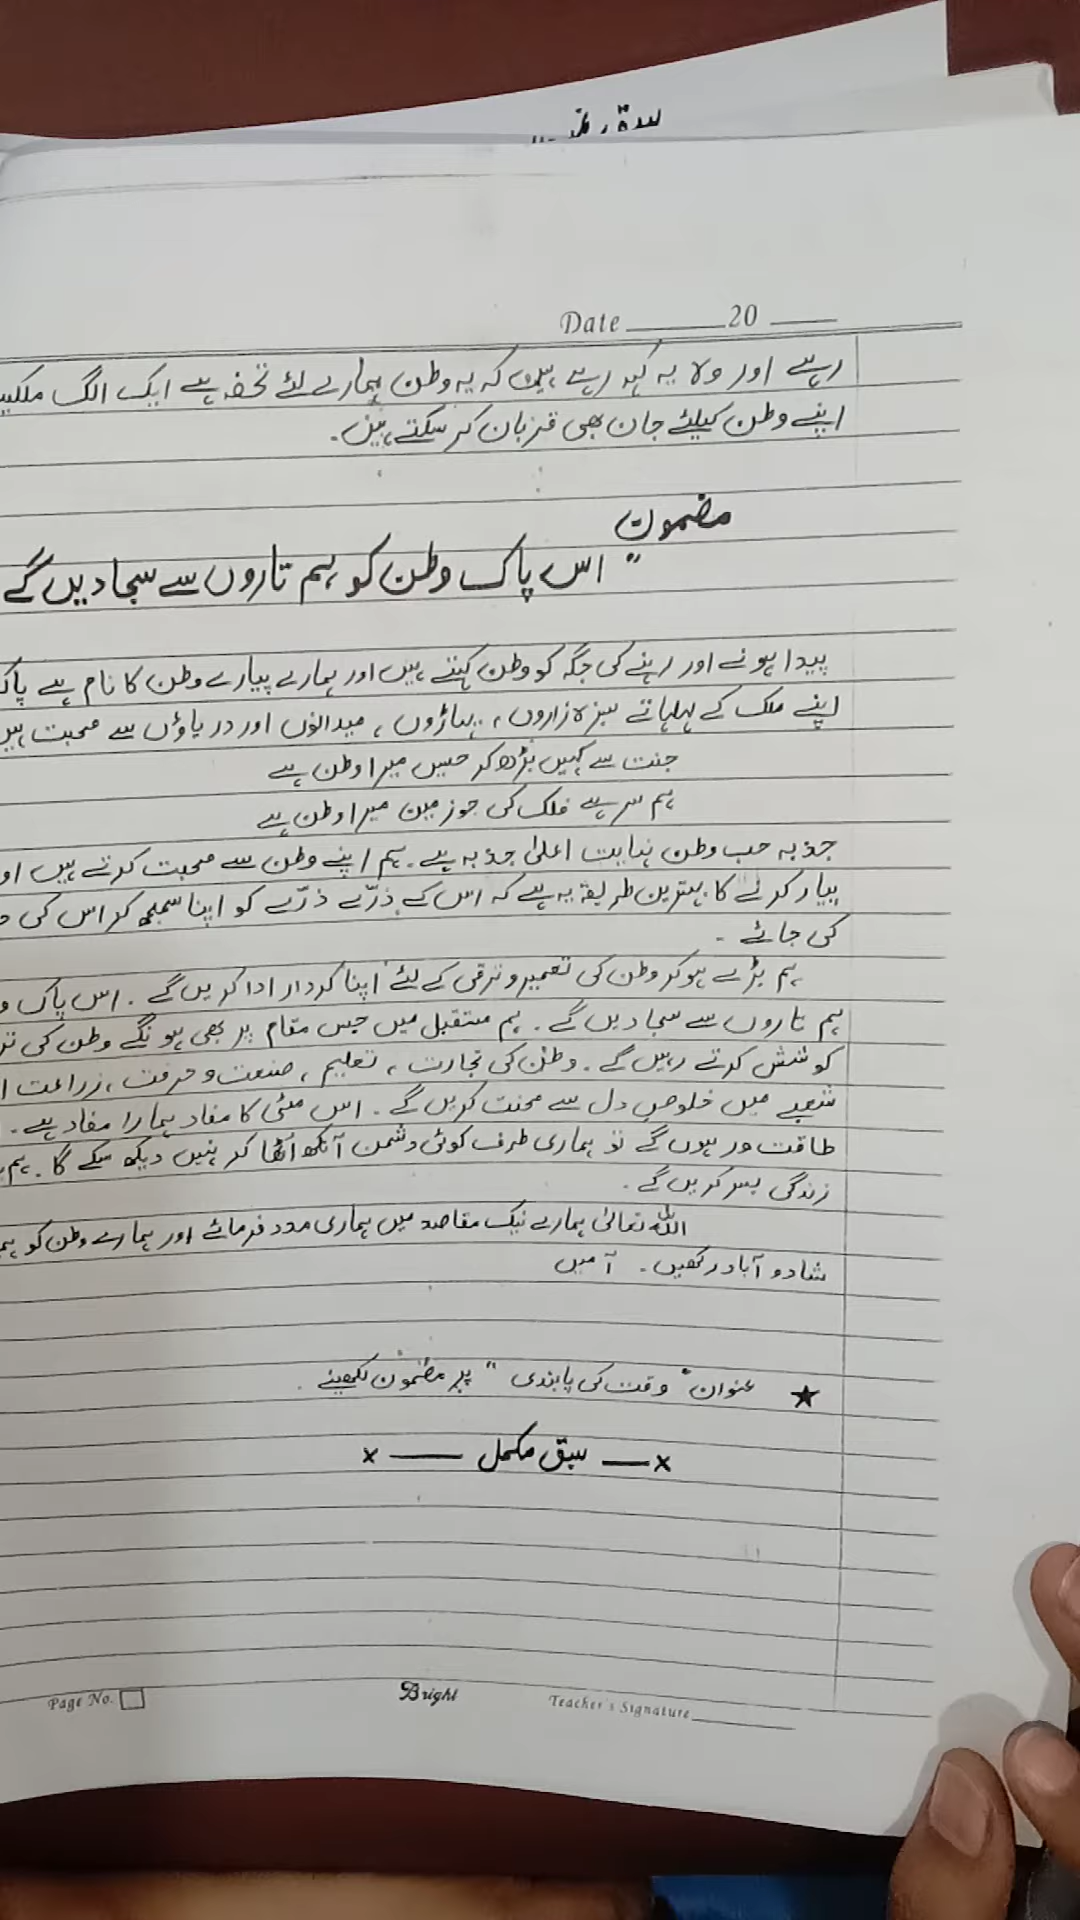 Date ______ 20 ____
رہے اور وہ یہ کہہ رہے ہیں کہ یہ وطن ہمارے لئے تحفہ ہے ایک الگ
اپنے وطن کیلئے جان بھی قربان کر سکتے ہیں۔
مضمون
" اس پاک وطن کو ہم تاروں سے سجا دیں گے
پیدا ہونے اور رہنے کی جگہ کو وطن کہتے ہیں اور ہمارے پیارے وطن کا نام ہے
اپنے ملک کے لہلہاتے سبزہ زاروں، پہاڑوں، میدانوں اور دریاؤں سے محبت
جنت سے کہیں بڑھ کر حسیں میرا وطن ہے
ہم سر ہے فلک کی جو زمین میرا وطن ہے
جذبہ حب وطن نہایت اعلیٰ جذبہ ہے۔ ہم اپنے وطن سے محبت کرتے ہیں
پیار کرنے کا بہترین طریقہ یہ ہے کہ اس کے ذرّے ذرّے کو اپنا سمجھ کر اس کی
کی جائے ۔
ہم بڑے ہو کر وطن کی تعمیر و ترقی کے لئے اپنا کردار ادا کریں گے ۔ اس پاک
ہم تاروں سے سجا دیں گے ۔ ہم مستقبل میں جس مقام پر بھی ہونگے وطن کی
کوشش کرتے رہیں گے ۔ وطن کی تجارت ، تعلیم ، صنعت و حرفت ، زراعت
شعبے میں خلوص دل سے محنت کریں گے ۔ اس مٹی کا مفاد ہمارا مفاد ہے ۔
طاقت ور ہوں گے تو ہماری طرف کوئی دشمن آنکھ اُٹھا کر نہیں دیکھ سکے گا ۔ ہم
زندگی بسر کریں گے ۔
اللہ تعالیٰ ہمارے نیک مقاصد میں ہماری مدد فرمائے اور ہمارے وطن کو
شاد و آباد رکھیں ۔ آمین
★ عنوان " وقت کی پابندی " پر مضمون لکھیئے ۔
x —— سبق مکمل —— x
Page No. Bright Teacher's Signature